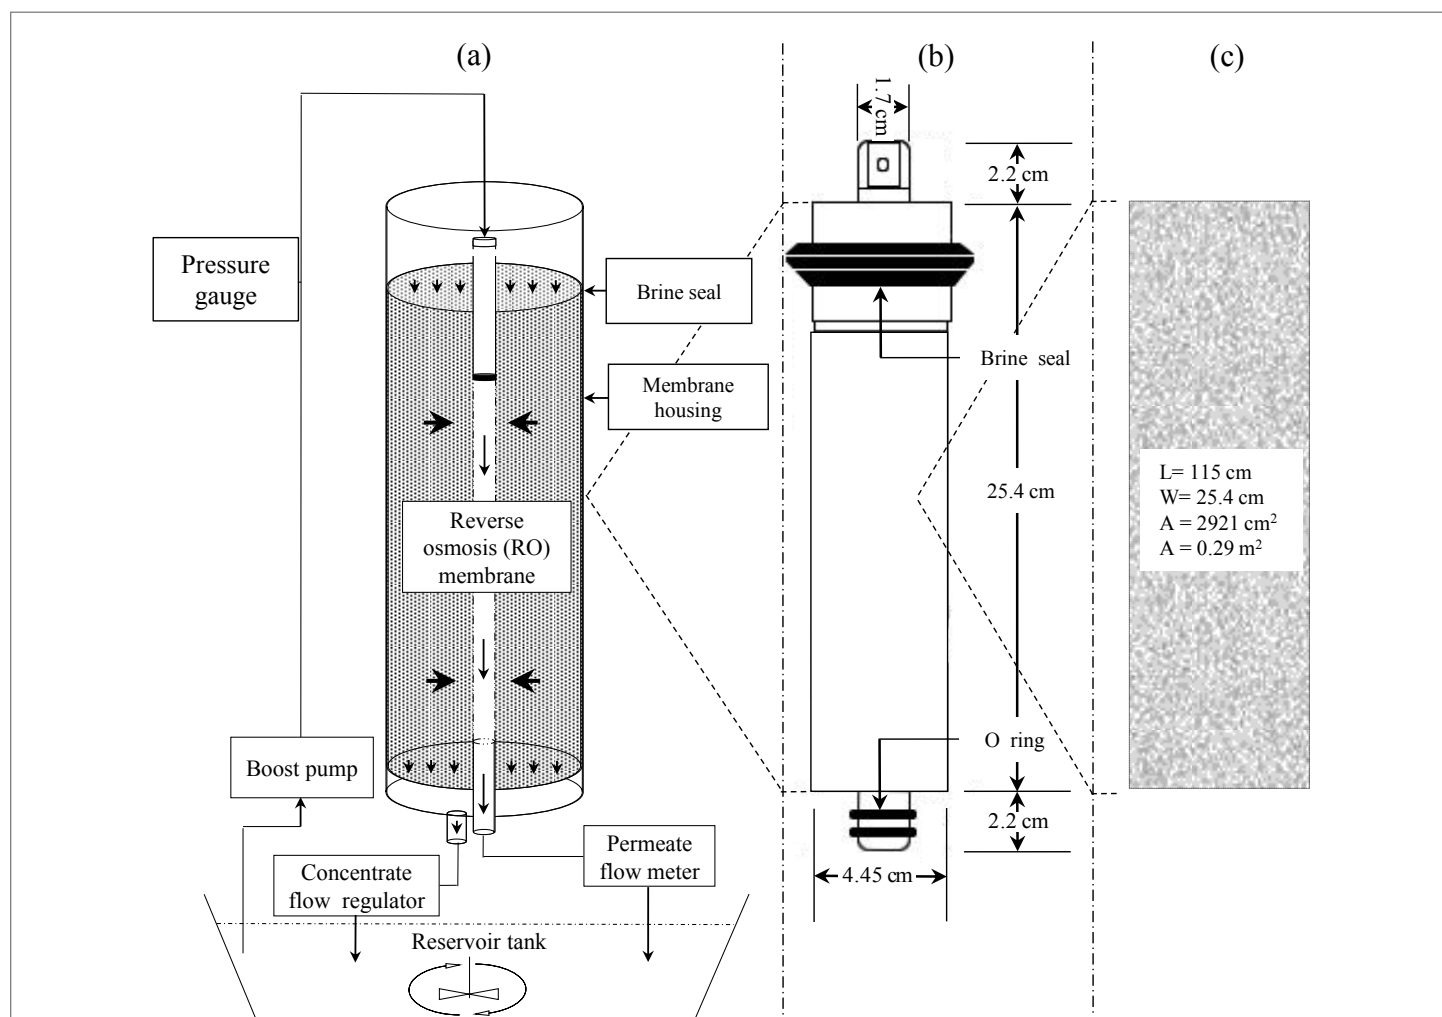 (a)
(b)
(c)
1.7 cm
2.2 cm
Pressure
gauge
Brine seal
Membrane
housing
Brine seal
25.4 cm
L= 115 cm
W= 25.4 cm
A = 2921 cm²
A = 0.29 m²
Reverse
osmosis (RO)
membrane
O ring
Boost pump
2.2 cm
Permeate
flow meter
Concentrate
flow regulator
4.45 cm
Reservoir tank